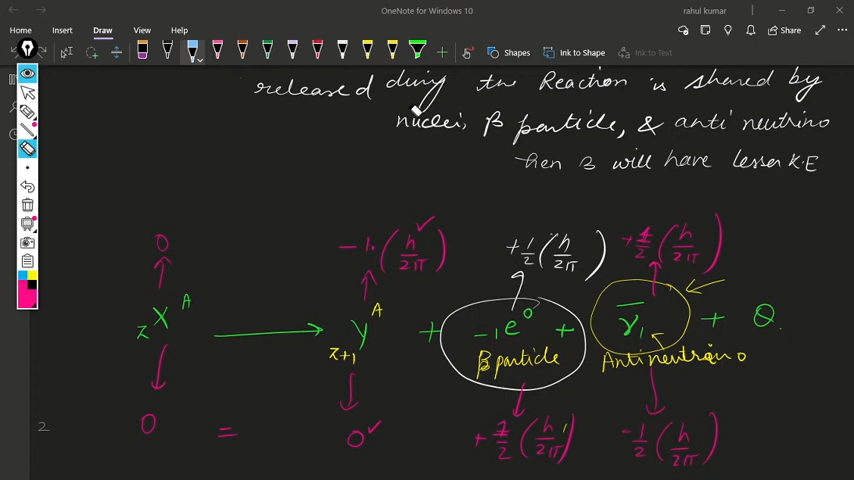 OneNote for Windows 10
rahul kumar
Home Insert Draw View Help
Share
Shapes Ink to Shape Ink to Text
released during the Reaction is shared by
nuclei, β particle, & anti neutrino
then β will have lesser K.E
0 -1.(h/2π) ✓ +1/2(h/2π) +1/2(h/2π)
zX^A → z+1Y^A + -1e^0 + ν̄ + Q.
β particle Antineutrino
0 = 0 ✓ +1/2(h/2π) -1/2(h/2π)
2